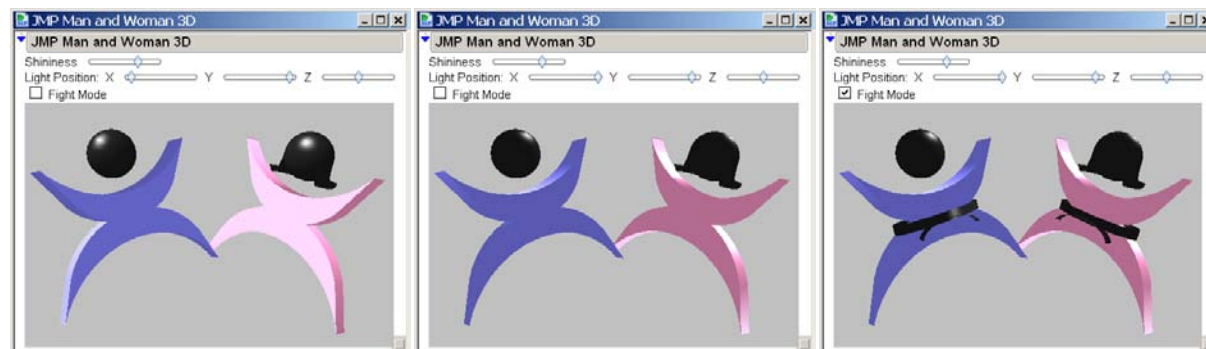 JMP Man and Woman 3D
JMP Man and Woman 3D
Shininess
Light Position: X Y Z
Fight Mode
JMP Man and Woman 3D
JMP Man and Woman 3D
Shininess
Light Position: X Y Z
Fight Mode
JMP Man and Woman 3D
JMP Man and Woman 3D
Shininess
Light Position: X Y Z
Fight Mode